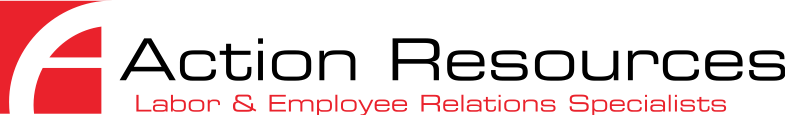 Action Resources
Labor & Employee Relations Specialists